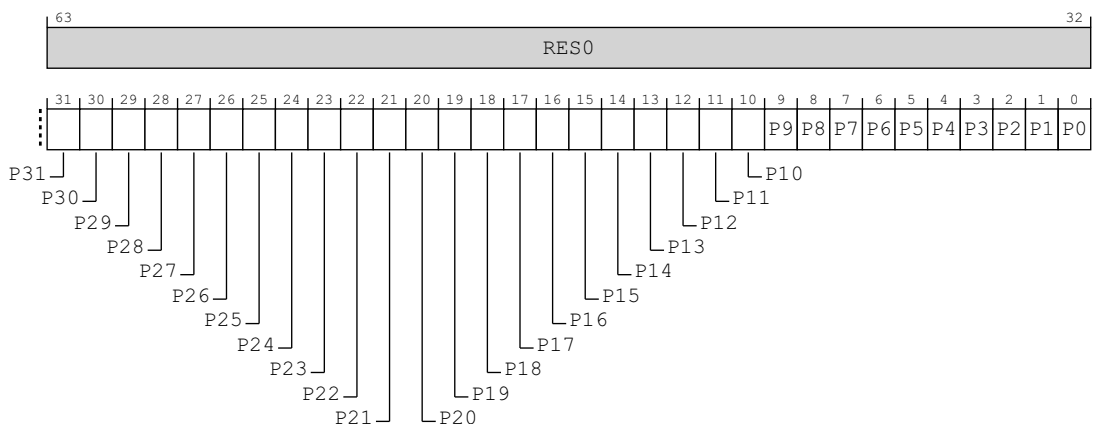 63 32
RES0
31 30 29 28 27 26 25 24 23 22 21 20 19 18 17 16 15 14 13 12 11 10 9 8 7 6 5 4 3 2 1 0
P9 P8 P7 P6 P5 P4 P3 P2 P1 P0
P31 P10
P30 P11
P29 P12
P28 P13
P27 P14
P26 P15
P25 P16
P24 P17
P23 P18
P22 P19
P21 P20